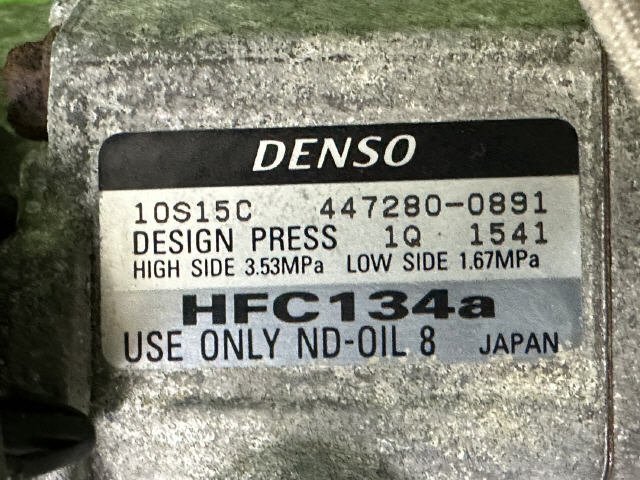 DENSO
10S15C 447280-0891
DESIGN PRESS 1Q 1541
HIGH SIDE 3.53MPa LOW SIDE 1.67MPa
HFC134a
USE ONLY ND-OIL 8 JAPAN